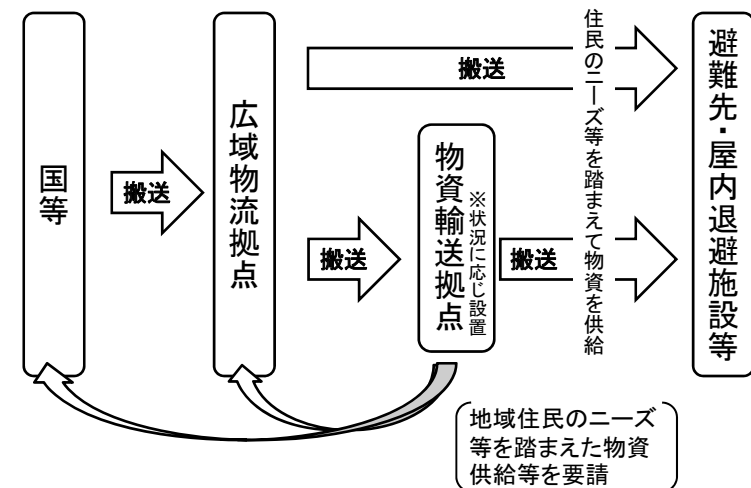 国等
搬送
広域物流拠点
搬送
搬送
物資輸送拠点
※状況に応じ設置
搬送
住民のニーズ等を踏まえて物資を供給
避難先・屋内退避施設等
地域住民のニーズ
等を踏まえた物資
供給等を要請